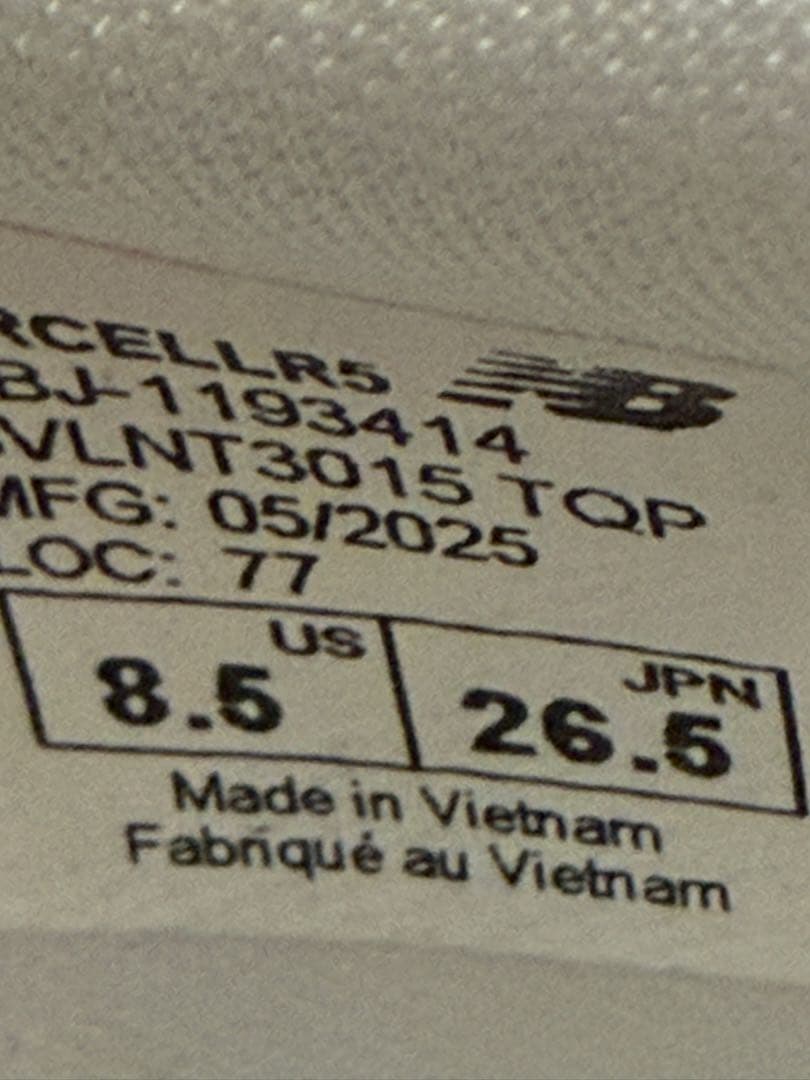 RCELLR5
NB
BJ-1193414
VLNT3015 TQP
MFG: 05/2025
LOC: 77
US
8.5
JPN
26.5
Made in Vietnam
Fabriqué au Vietnam